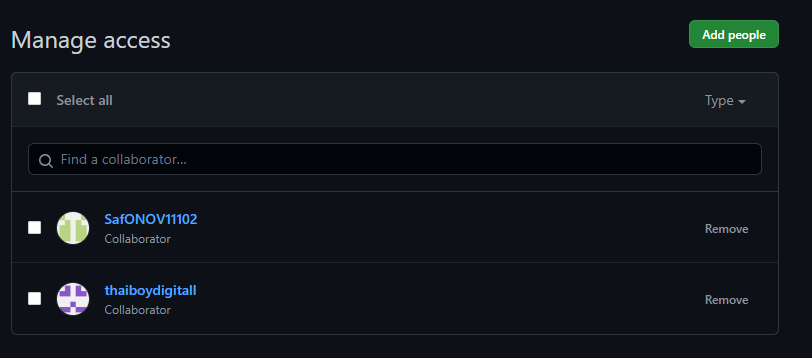 Manage access
Add people
Select all
Type
Find a collaborator...
SafONOV11102
Collaborator
Remove
thaiboydigitall
Collaborator
Remove